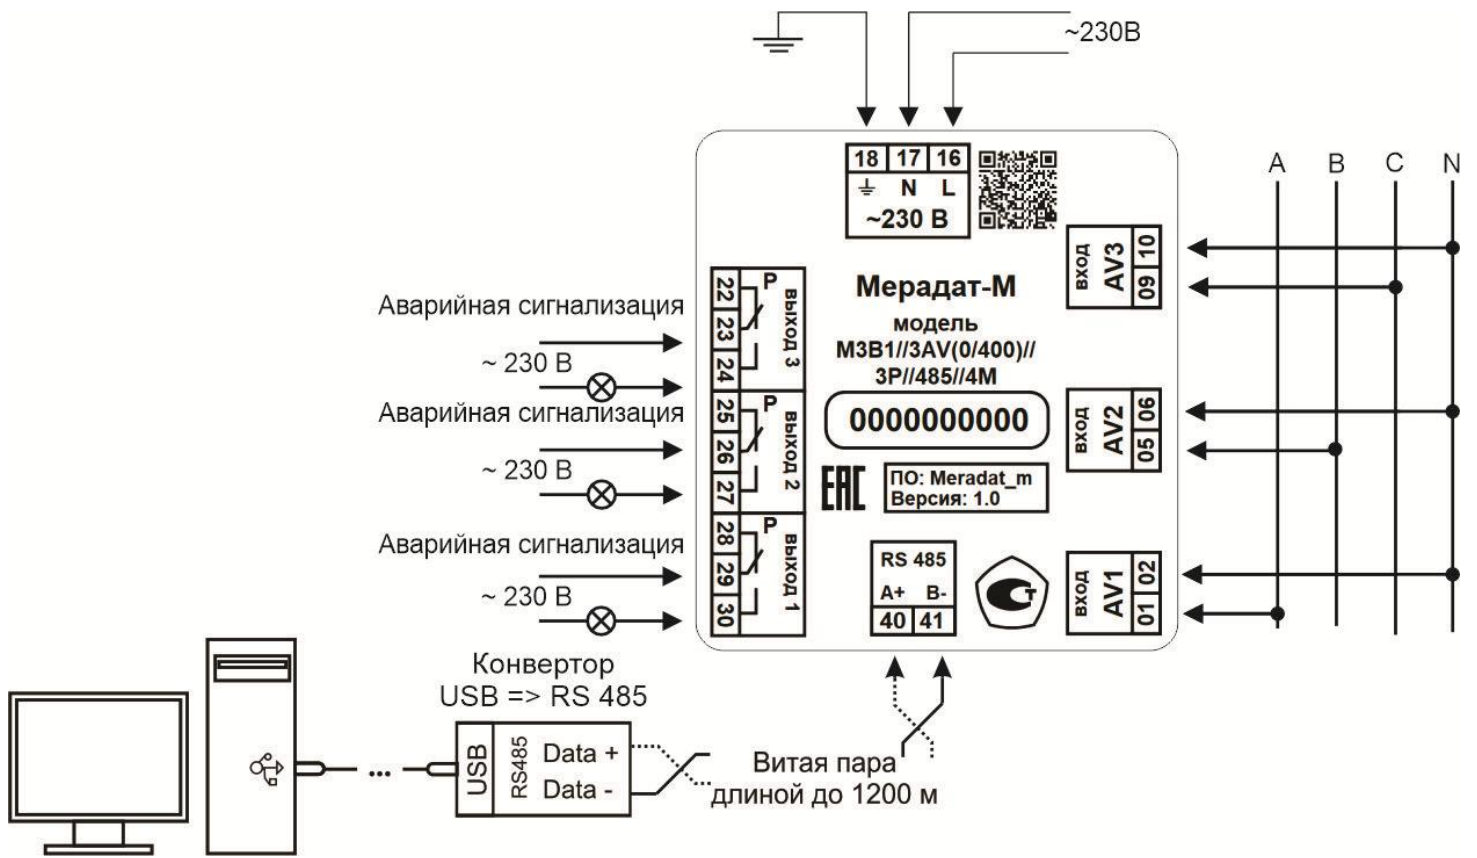 ~230В
18 17 16
N L
~230 В
A B C N
вход AV3 09 10
Мерадат-М
модель
М3В1//3AV(0/400)//
3Р//485//4М
0000000000
22 23 24 Р выход 3
Аварийная сигнализация
~ 230 В
25 26 27 Р выход 2
Аварийная сигнализация
~ 230 В
28 29 30 Р выход 1
Аварийная сигнализация
~ 230 В
вход AV2 05 06
EAC
ПО: Meradat_m
Версия: 1.0
RS 485
A+ B-
40 41
С Т
вход AV1 01 02
Конвертор
USB => RS 485
USB
RS485
Data +
Data -
...
Витая пара
длиной до 1200 м